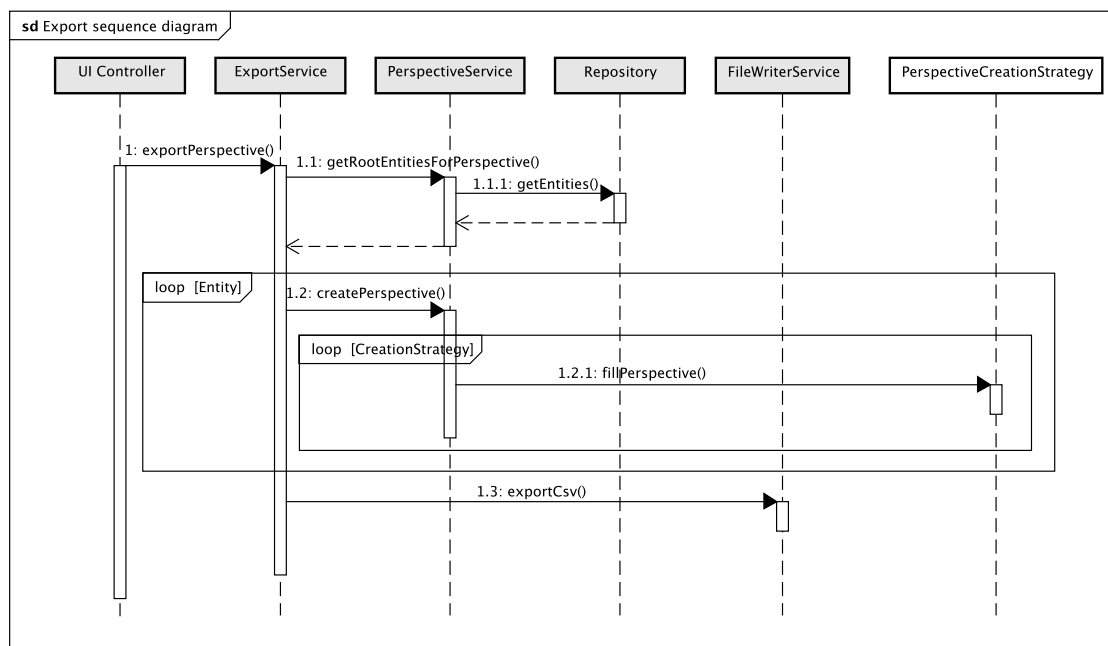 sd Export sequence diagram
UI Controller
ExportService
PerspectiveService
Repository
FileWriterService
PerspectiveCreationStrategy
1: exportPerspective()
1.1: getRootEntitiesForPerspective()
1.1.1: getEntities()
loop [Entity]
1.2: createPerspective()
loop [CreationStrategy]
1.2.1: fillPerspective()
1.3: exportCsv()